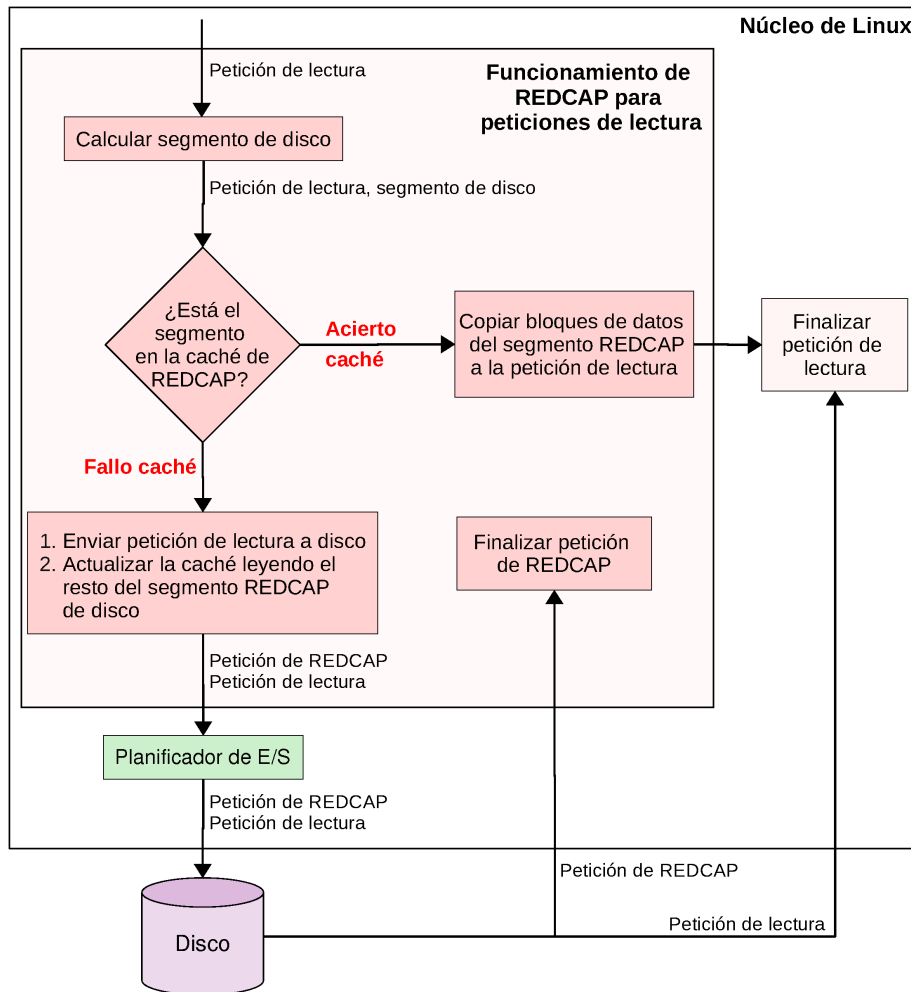 Núcleo de Linux
Petición de lectura
Funcionamiento de
REDCAP para
peticiones de lectura
Calcular segmento de disco
Petición de lectura, segmento de disco
¿Está el
segmento
en la caché de
REDCAP?
Acierto
caché
Copiar bloques de datos
del segmento REDCAP
a la petición de lectura
Finalizar
petición de
lectura
Fallo caché
1. Enviar petición de lectura a disco
2. Actualizar la caché leyendo el
resto del segmento REDCAP
de disco
Finalizar petición
de REDCAP
Petición de REDCAP
Petición de lectura
Planificador de E/S
Petición de REDCAP
Petición de lectura
Petición de REDCAP
Petición de lectura
Disco